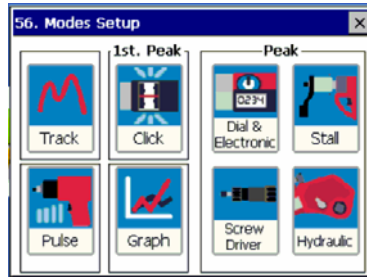 56. Modes Setup
1st. Peak
Peak
Track
Click
0234
Dial &
Electronic
Stall
Pulse
Graph
Screw
Driver
Hydraulic